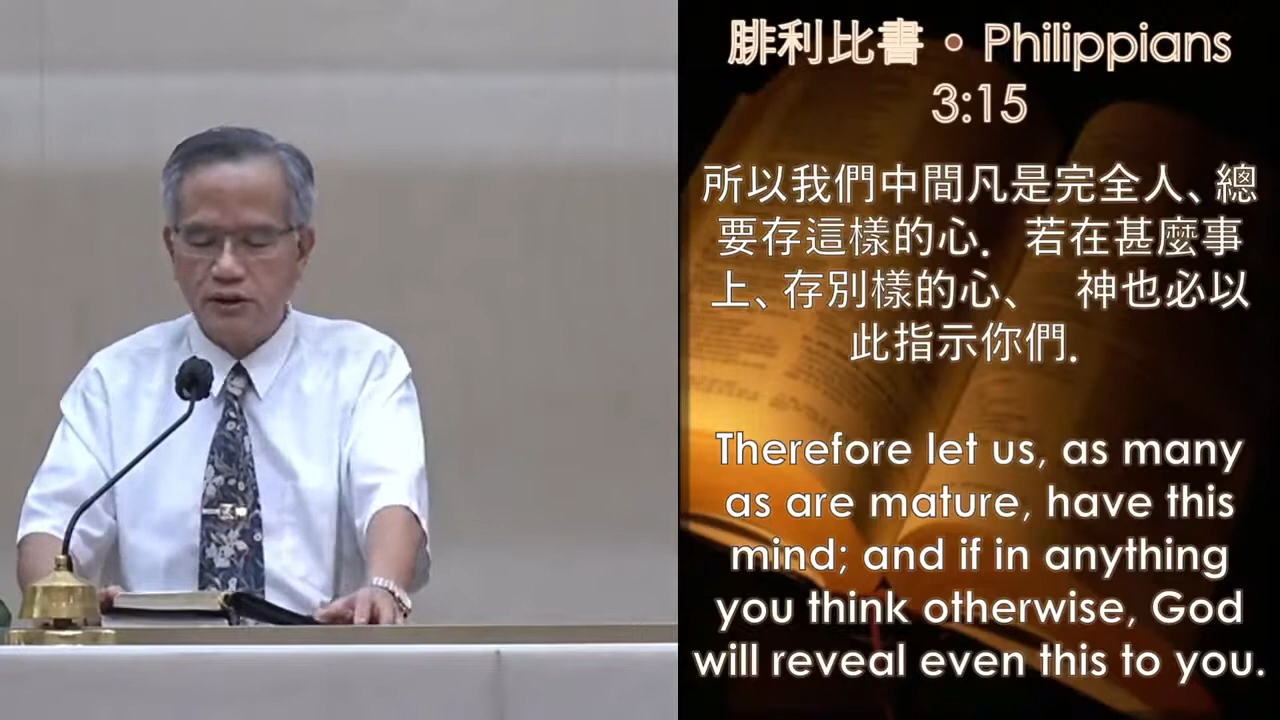 腓利比書 • Philippians
3:15
所以我們中間凡是完全人、總
要存這樣的心． 若在甚麼事
上、存別樣的心、　神也必以
此指示你們．
Therefore let us, as many
as are mature, have this
mind; and if in anything
you think otherwise, God
will reveal even this to you.